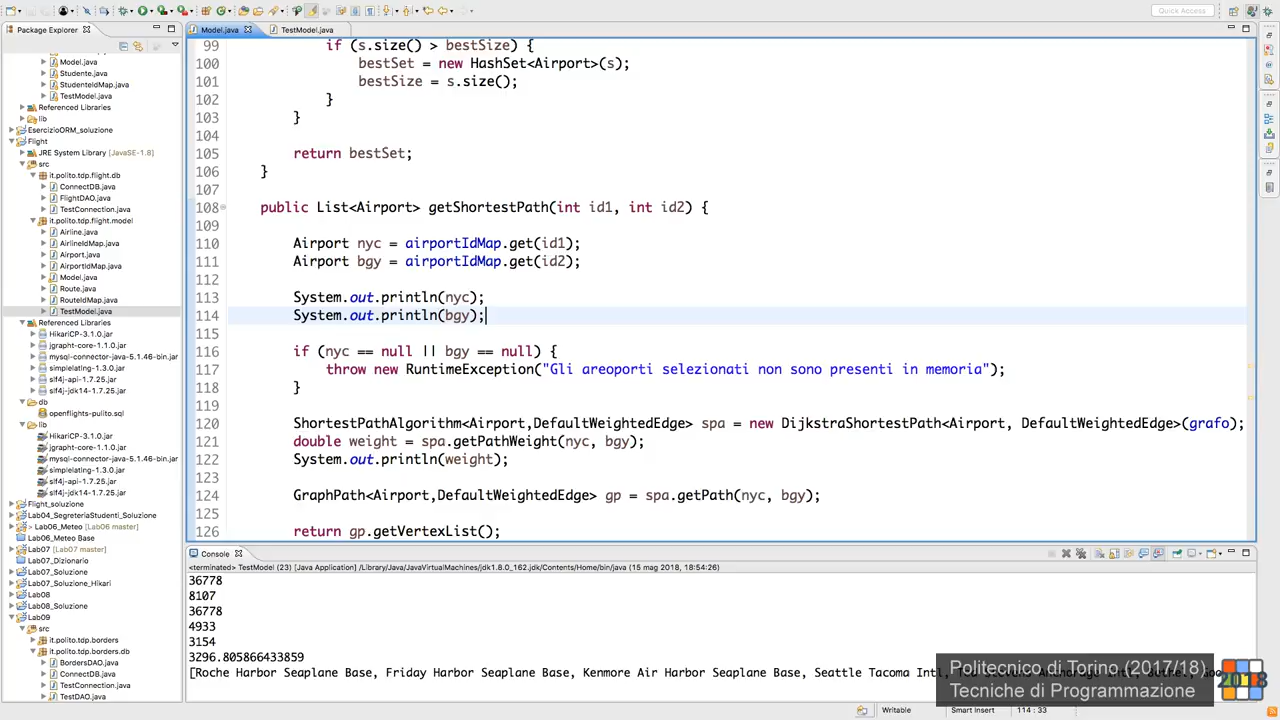 Quick Access
Package Explorer
Model.java
TestModel.java
Model.java
Studente.java
StudenteIdMap.java
TestModel.java
Referenced Libraries
lib
EsercizioORM_soluzione
Flight
JRE System Library [JavaSE-1.8]
src
it.polito.tdp.flight.db
ConnectDB.java
FlightDAO.java
TestConnection.java
it.polito.tdp.flight.model
Airline.java
AirlineIdMap.java
Airport.java
AirportIdMap.java
Model.java
Route.java
RouteIdMap.java
TestModel.java
Referenced Libraries
HikariCP-3.1.0.jar
jgrapht-core-1.1.0.jar
mysql-connector-java-5.1.46-bin.jar
simplelating-1.3.0.jar
slf4j-api-1.7.25.jar
slf4j-jdk14-1.7.25.jar
db
openflights-pulito.sql
lib
HikariCP-3.1.0.jar
jgrapht-core-1.1.0.jar
mysql-connector-java-5.1.46-bin.jar
simplelating-1.3.0.jar
slf4j-api-1.7.25.jar
slf4j-jdk14-1.7.25.jar
Flight_soluzione
Lab04_SegreteriaStudenti_Soluzione
> Lab06_Meteo [Lab06 master]
Lab06_Meteo Base
Lab07 [Lab07 master]
Lab07_Dizionario
Lab07_Soluzione
Lab07_Soluzione_Hikari
Lab08
Lab08_Soluzione
Lab09
src
it.polito.tdp.borders
it.polito.tdp.borders.db
BordersDAO.java
ConnectDB.java
TestConnection.java
TestDAO.java
99 if (s.size() > bestSize) {
100 bestSet = new HashSet<Airport>(s);
101 bestSize = s.size();
102 }
103 }
104
105 return bestSet;
106 }
107
108 public List<Airport> getShortestPath(int id1, int id2) {
109
110 Airport nyc = airportIdMap.get(id1);
111 Airport bgy = airportIdMap.get(id2);
112
113 System.out.println(nyc);
114 System.out.println(bgy);
115
116 if (nyc == null || bgy == null) {
117 throw new RuntimeException("Gli areoporti selezionati non sono presenti in memoria");
118 }
119
120 ShortestPathAlgorithm<Airport,DefaultWeightedEdge> spa = new DijkstraShortestPath<Airport, DefaultWeightedEdge>(grafo);
121 double weight = spa.getPathWeight(nyc, bgy);
122 System.out.println(weight);
123
124 GraphPath<Airport,DefaultWeightedEdge> gp = spa.getPath(nyc, bgy);
125
126 return gp.getVertexList();
Console
<terminated> TestModel (23) [Java Application] /Library/Java/JavaVirtualMachines/jdk1.8.0_162.jdk/Contents/Home/bin/java (15 mag 2018, 18:54:26)
36778
8107
36778
4933
3154
3296.805866433859
[Roche Harbor Seaplane Base, Friday Harbor Seaplane Base, Kenmore Air Harbor Seaplane Base, Seattle Tacoma Intl,
Politecnico di Torino (2017/18)
Tecniche di Programmazione
2018
Writable
Smart Insert
114 : 33